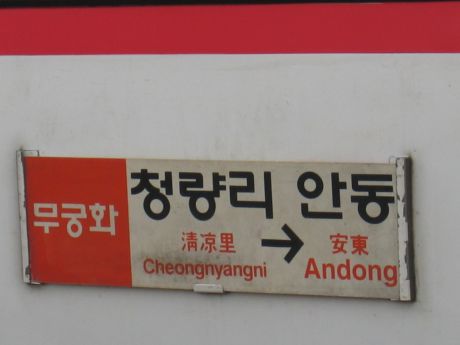 무궁화
청량리 안동
淸凉里 → 安東
Cheongnyangni Andong